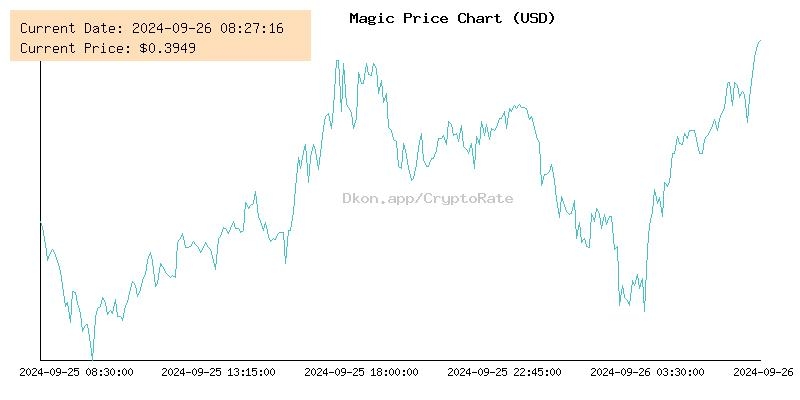 Magic Price Chart (USD)
Current Date: 2024-09-26 08:27:16
Current Price: $0.3949
Dkon.app/CryptoRate
2024-09-25 08:30:00 2024-09-25 13:15:00 2024-09-25 18:00:00 2024-09-25 22:45:00 2024-09-26 03:30:00 2024-09-26